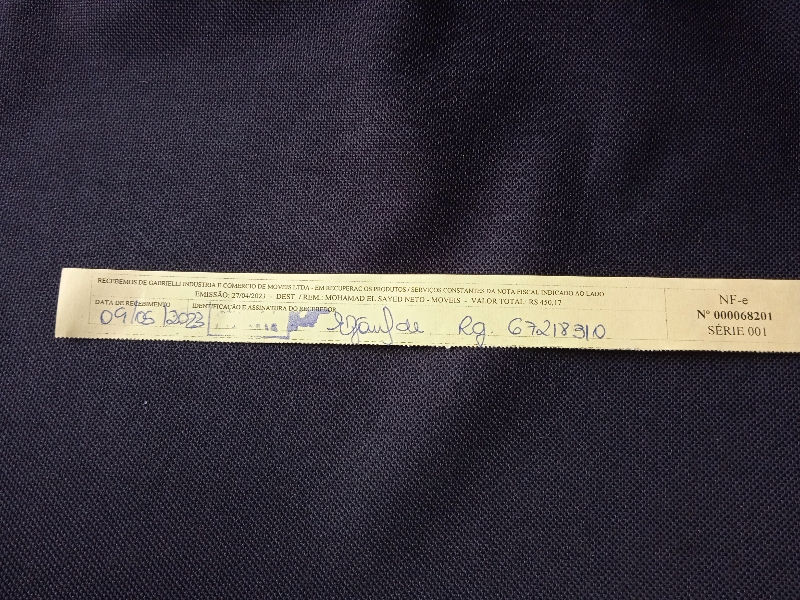 RECEBEMOS DE GABRIELLI INDUSTRIA E COMERCIO DE MOVEIS LTDA - EM RECUPERAC OS PRODUTOS / SERVIÇOS CONSTANTES DA NOTA FISCAL INDICADO AO LADO
EMISSÃO: 27/04/2023 - DEST. / REM.: MOHAMAD EL SAYED NETO - MOVEIS - VALOR TOTAL: R$ 450,17
DATA DE RECEBIMENTO
IDENTIFICAÇÃO E ASSINATURA DO RECEBEDOR
09/05/2023
Rg. 67218310
NF-e
Nº 000068201
SÉRIE 001